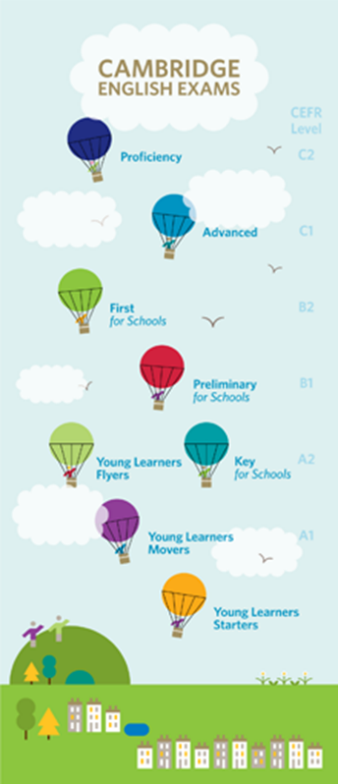 CAMBRIDGE
ENGLISH EXAMS
CEFR
Level
Proficiency
C2
Advanced
C1
First
for Schools
B2
Preliminary
for Schools
B1
Young Learners
Flyers
Key
for Schools
A2
Young Learners
Movers
A1
Young Learners
Starters